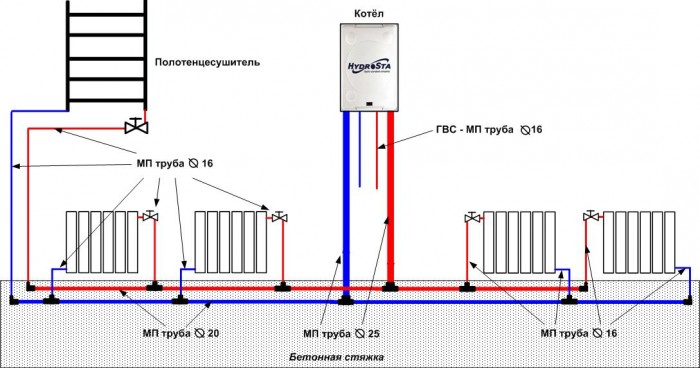 Котёл
HYDROSTA
Полотенцесушитель
ГВС - МП труба ∅16
МП труба ∅ 16
МП труба ∅ 20
МП труба ∅ 25
МП труба ∅ 16
Бетонная стяжка